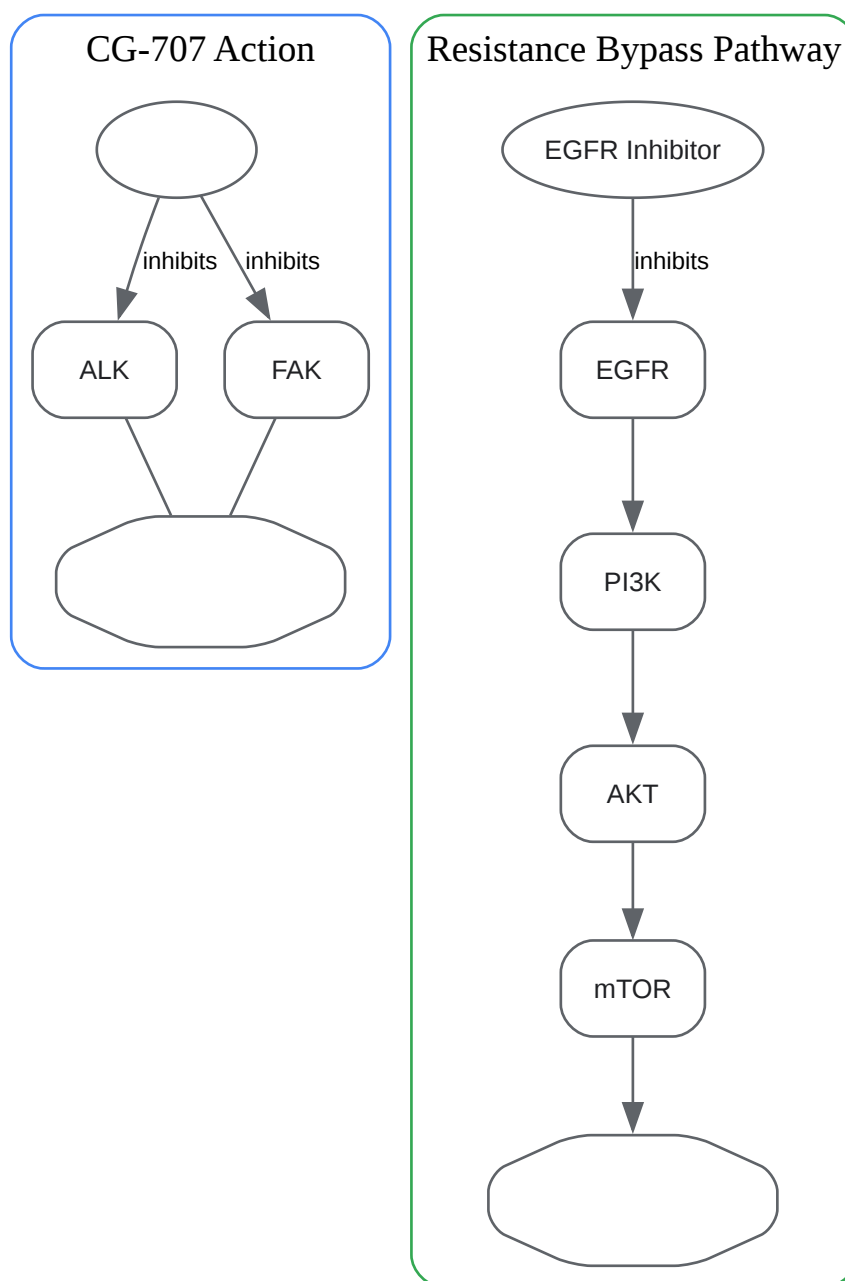 CG-707 Action
inhibits
inhibits
ALK
FAK
Resistance Bypass Pathway
EGFR Inhibitor
inhibits
EGFR
PI3K
AKT
mTOR